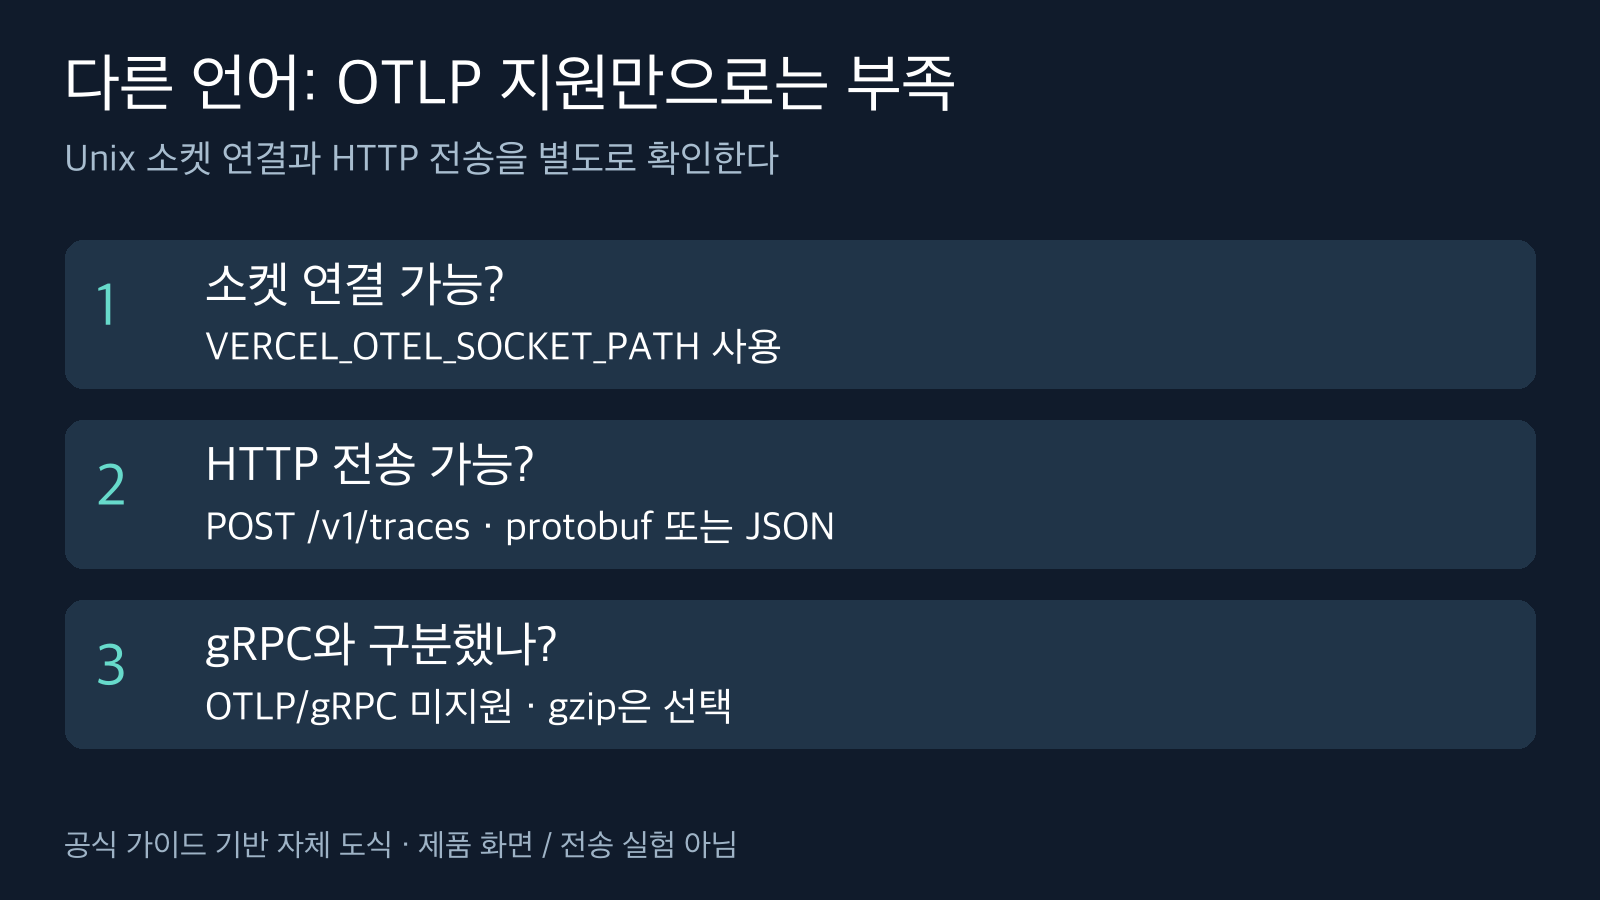 다른 언어: OTLP 지원만으로는 부족
Unix 소켓 연결과 HTTP 전송을 별도로 확인한다
1
소켓 연결 가능?
VERCEL_OTEL_SOCKET_PATH 사용
2
HTTP 전송 가능?
POST /v1/traces · protobuf 또는 JSON
3
gRPC와 구분했나?
OTLP/gRPC 미지원 · gzip은 선택
공식 가이드 기반 자체 도식 · 제품 화면 / 전송 실험 아님